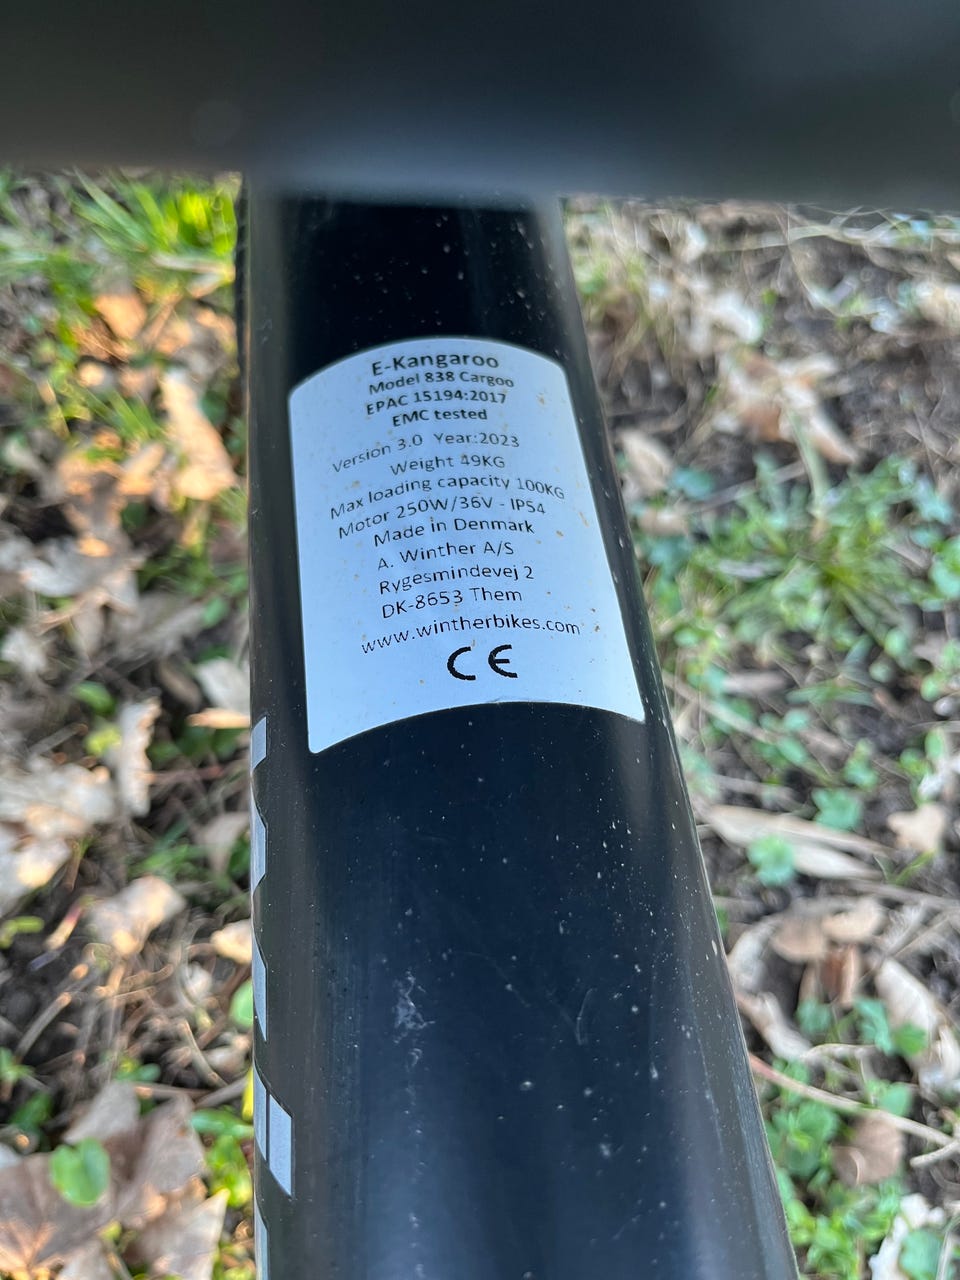 E-Kangaroo
Model 838 Cargoo
EPAC 15194:2017
EMC tested
Version 3.0 Year:2023
Weight 49KG
Max loading capacity 100KG
Motor 250W/36V - IP54
Made in Denmark
A. Winther A/S
Rygesmindevej 2
DK-8653 Them
www.wintherbikes.com
CE